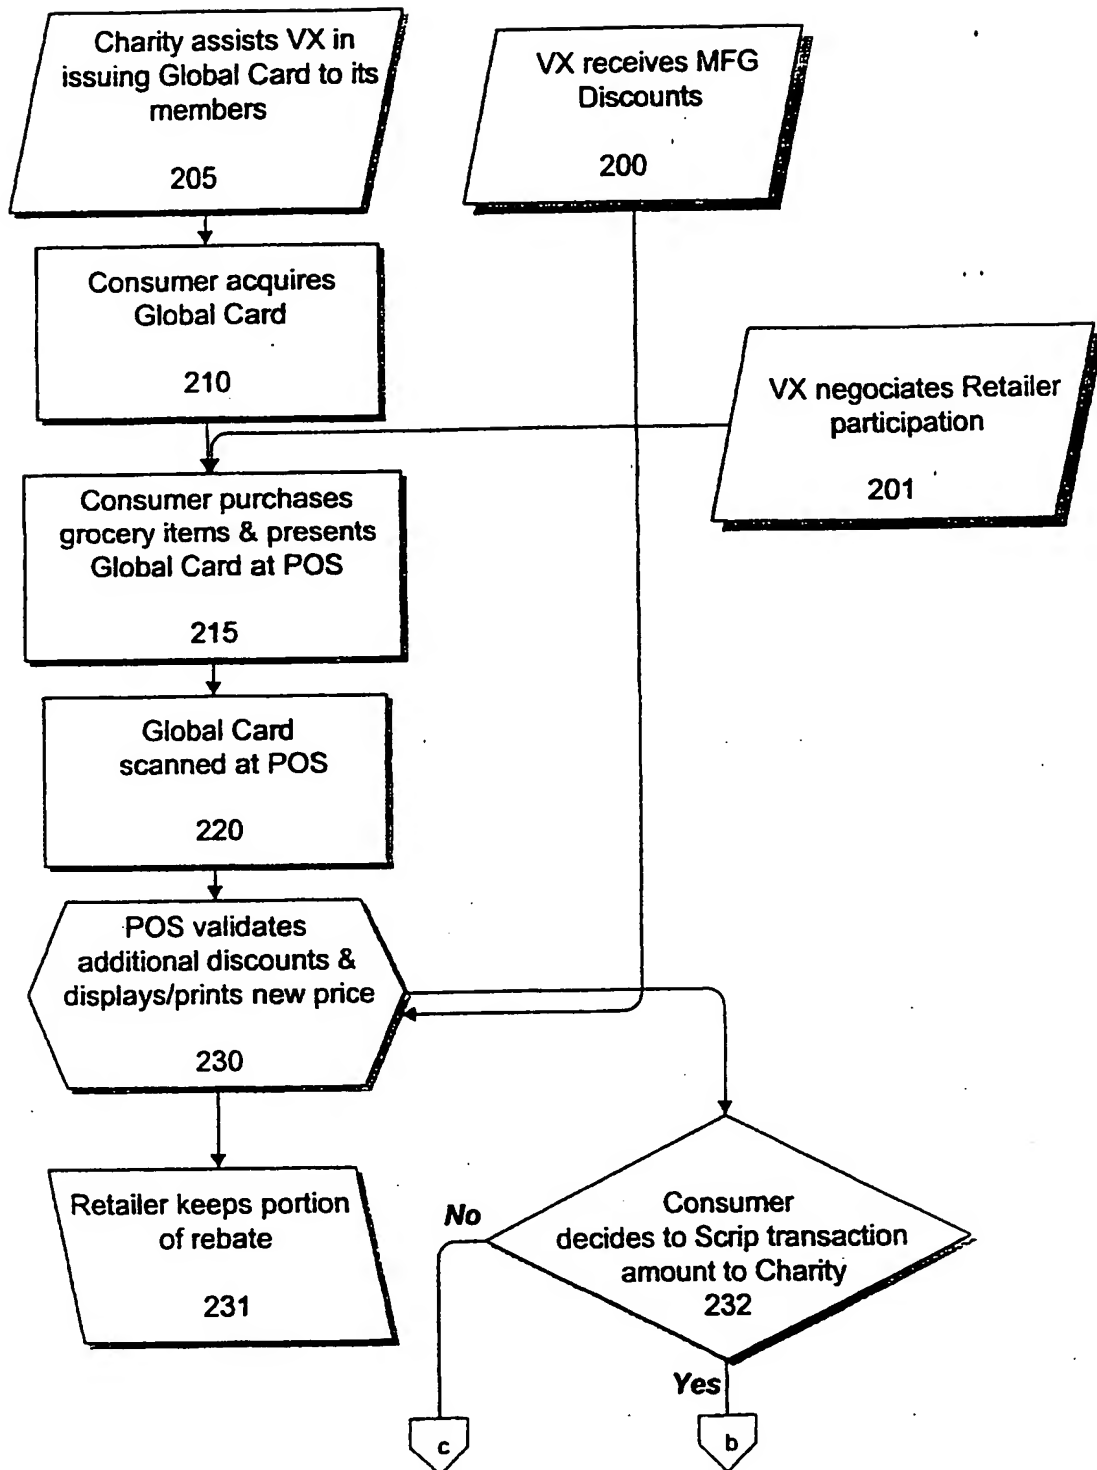 Charity assists VX in
issuing Global Card to its
members
205
VX receives MFG
Discounts
200
Consumer acquires
Global Card
210
VX negociates Retailer
participation
201
Consumer purchases
grocery items & presents
Global Card at POS
215
Global Card
scanned at POS
220
POS validates
additional discounts &
displays/prints new price
230
Retailer keeps portion
of rebate
231
Consumer
decides to Scrip transaction
amount to Charity
232
No
Yes
c
b